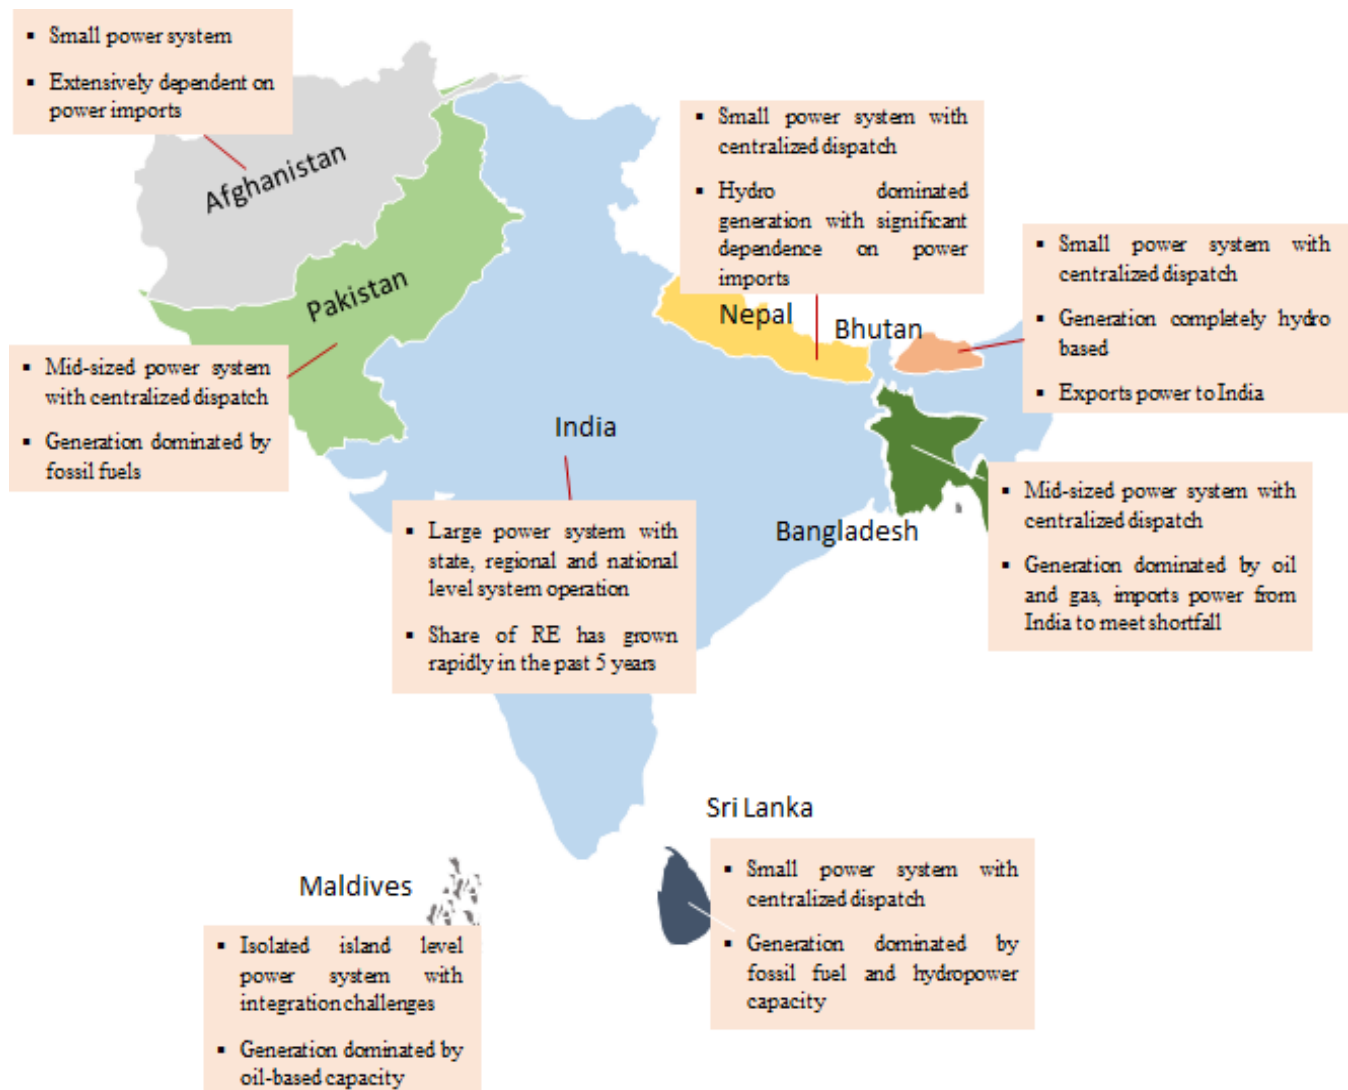 ▪ Small power system
▪ Extensively dependent on
power imports
Afghanistan
▪ Small power system with
centralized dispatch
▪ Hydro dominated
generation with significant
dependence on power
imports
▪ Small power system with
centralized dispatch
▪ Generation completely hydro
based
▪ Exports power to India
Pakistan
Nepal
Bhutan
▪ Mid-sized power system
with centralized dispatch
▪ Generation dominated by
fossil fuels
India
▪ Large power system with
state, regional and national
level system operation
▪ Share of RE has grown
rapidly in the past 5 years
Bangladesh
▪ Mid-sized power system with
centralized dispatch
▪ Generation dominated by oil
and gas, imports power from
India to meet shortfall
Sri Lanka
▪ Small power system with
centralized dispatch
▪ Generation dominated by
fossil fuel and hydropower
capacity
Maldives
▪ Isolated island level
power system with
integration challenges
▪ Generation dominated by
oil-based capacity